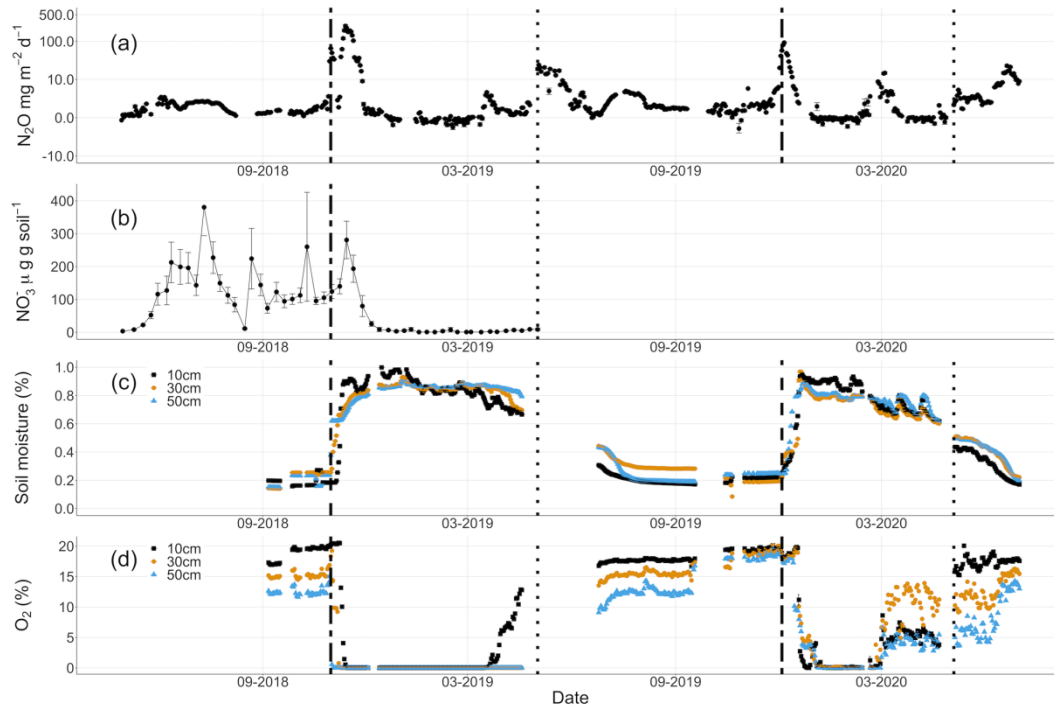 (a)
N₂O mg m⁻² d⁻¹
500.0
100.0
10.0
0.0
-10.0
09-2018 03-2019 09-2019 03-2020
(b)
NO₃⁻ μ g g soil⁻¹
400
300
200
100
0
09-2018 03-2019 09-2019 03-2020
(c)
10cm
30cm
50cm
Soil moisture (%)
1.0
0.8
0.6
0.4
0.2
0.0
09-2018 03-2019 09-2019 03-2020
(d)
10cm
30cm
50cm
O₂ (%)
20
15
10
5
0
09-2018 03-2019 09-2019 03-2020
Date